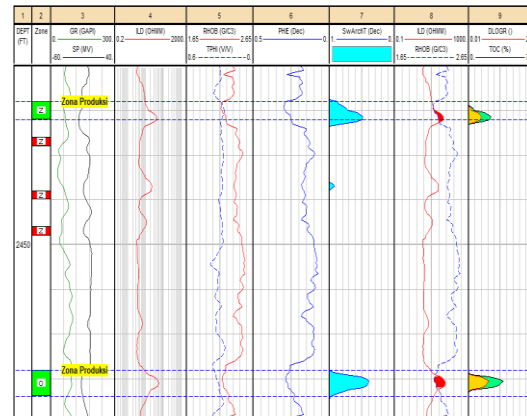 1 2 3 4 5 6 7 8 9
DEPT Zone GR (GAPI) ILD (OHMM) RHOB (G/C3) PHE (Dec) SwArchIT (Dec) ILD (OHMM) DLOGR ()
(FT) 0. 300. 0.2 2000. 1.65 2.65 0.5 0. 1. 0. 0.1 1000. 0.01
SP (MV) TPHI (V/V) RHOB (G/C3) TOC (%)
-60. 40. 0.6 0. 1.65 2.65 0.
Zona Produksi
Z
Z
Z
Z
2450
Zona Produksi